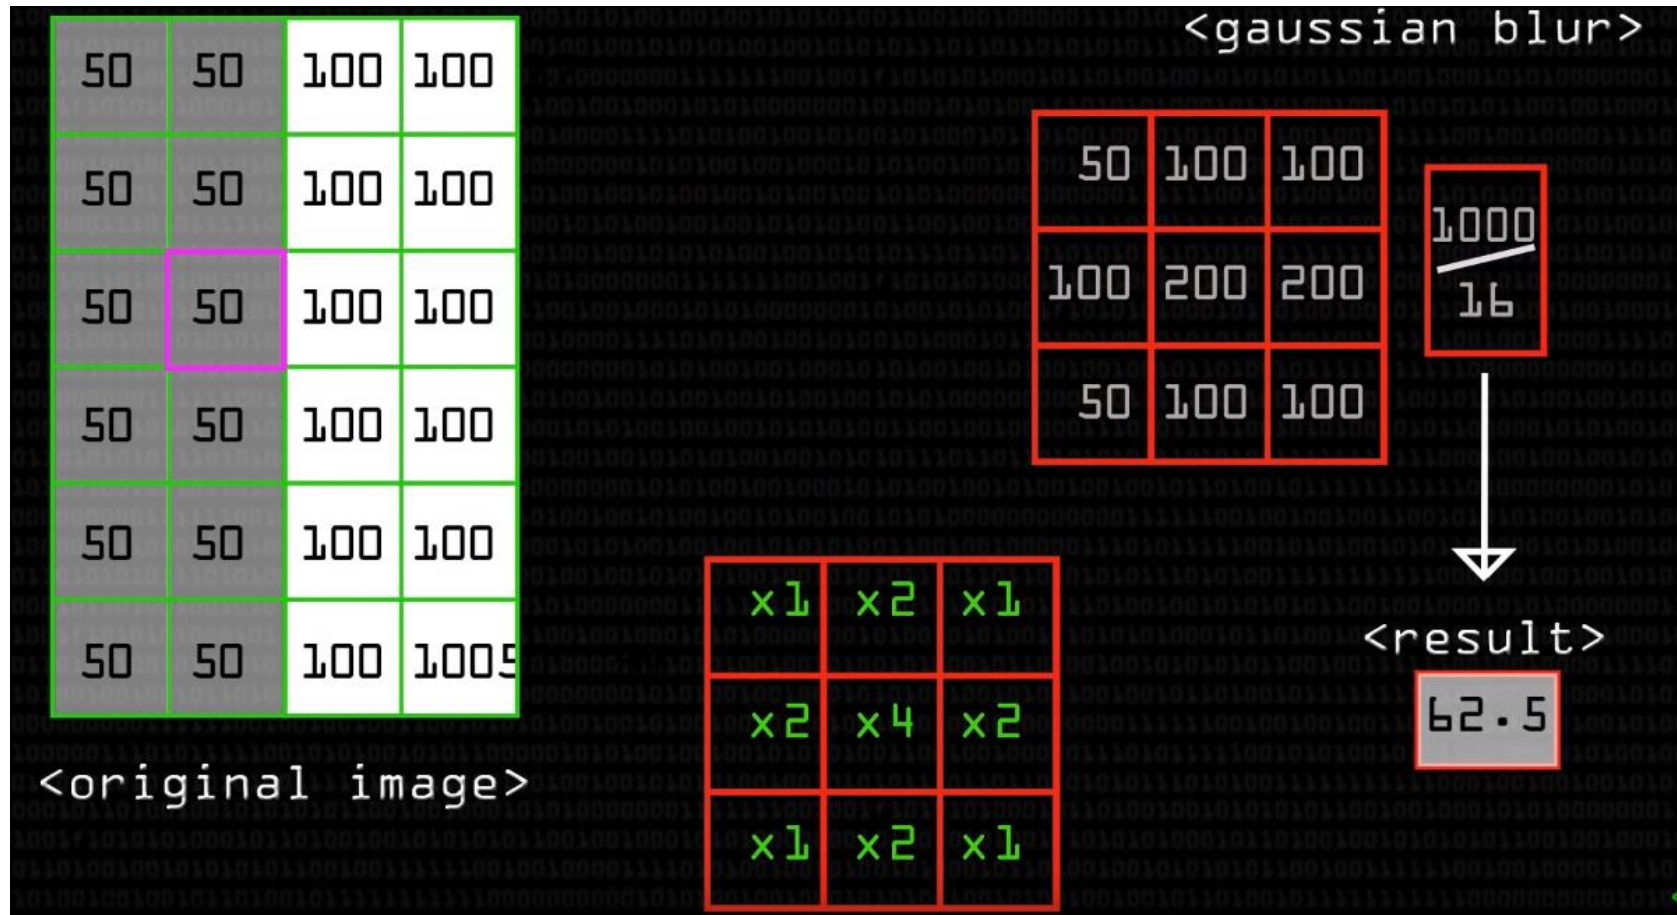 50 50 100 100
50 50 100 100
50 50 100 100
50 50 100 100
50 50 100 100
50 50 100 1005
<original image>
<gaussian blur>
50 100 100
100 200 200
50 100 100
1000
16
x1 x2 x1
x2 x4 x2
x1 x2 x1
<result>
62.5